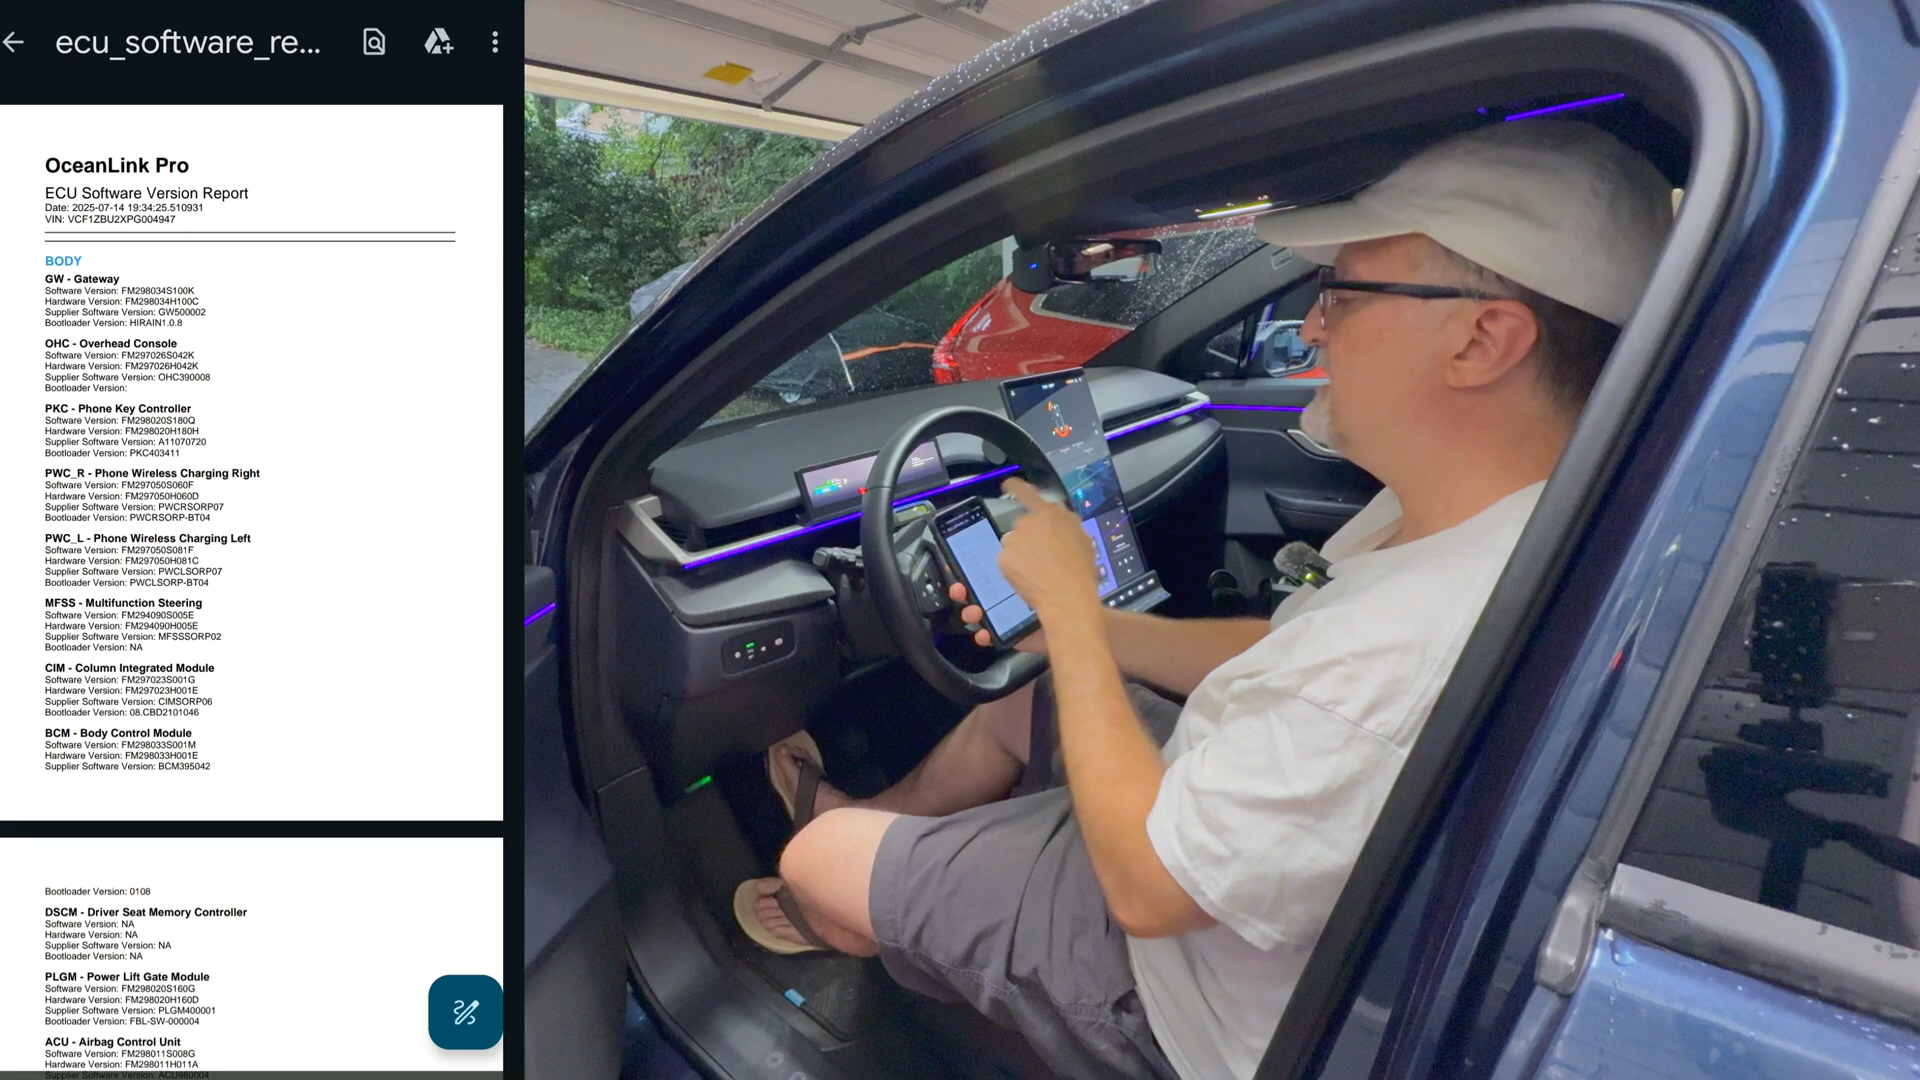 ecu_software_re...
OceanLink Pro
ECU Software Version Report
Date: 2025-07-14 19:34:25.510931
VIN: VCF1ZBU2XPG004947
BODY
GW - Gateway
Software Version: FM298034S100K
Hardware Version: FM298034H100C
Supplier Software Version: GW500002
Bootloader Version: HIRAIN1.0.8
OHC - Overhead Console
Software Version: FM297026S042K
Hardware Version: FM297026H042K
Supplier Software Version: OHC390008
Bootloader Version:
PKC - Phone Key Controller
Software Version: FM298020S180Q
Hardware Version: FM298020H180H
Supplier Software Version: A11070720
Bootloader Version: PKC403411
PWC_R - Phone Wireless Charging Right
Software Version: FM297050S060F
Hardware Version: FM297050H060D
Supplier Software Version: PWCRSORP07
Bootloader Version: PWCRSORP-BT04
PWC_L - Phone Wireless Charging Left
Software Version: FM297050S081F
Hardware Version: FM297050H081C
Supplier Software Version: PWCLSORP07
Bootloader Version: PWCLSORP-BT04
MFSS - Multifunction Steering
Software Version: FM294090S005E
Hardware Version: FM294090H005E
Supplier Software Version: MFSSSORP02
Bootloader Version: NA
CIM - Column Integrated Module
Software Version: FM297023S001G
Hardware Version: FM297023H001E
Supplier Software Version: CIMSORP06
Bootloader Version: 08.CBD2101046
BCM - Body Control Module
Software Version: FM298033S001M
Hardware Version: FM298033H001E
Supplier Software Version: BCM395042
Bootloader Version: 0108
DSCM - Driver Seat Memory Controller
Software Version: NA
Hardware Version: NA
Supplier Software Version: NA
Bootloader Version: NA
PLGM - Power Lift Gate Module
Software Version: FM298020S160G
Hardware Version: FM298020H160D
Supplier Software Version: PLGM400001
Bootloader Version: FBL-SW-000004
ACU - Airbag Control Unit
Software Version: FM298011S008G
Hardware Version: FM298011H011A
Supplier Software Version: ACU980004